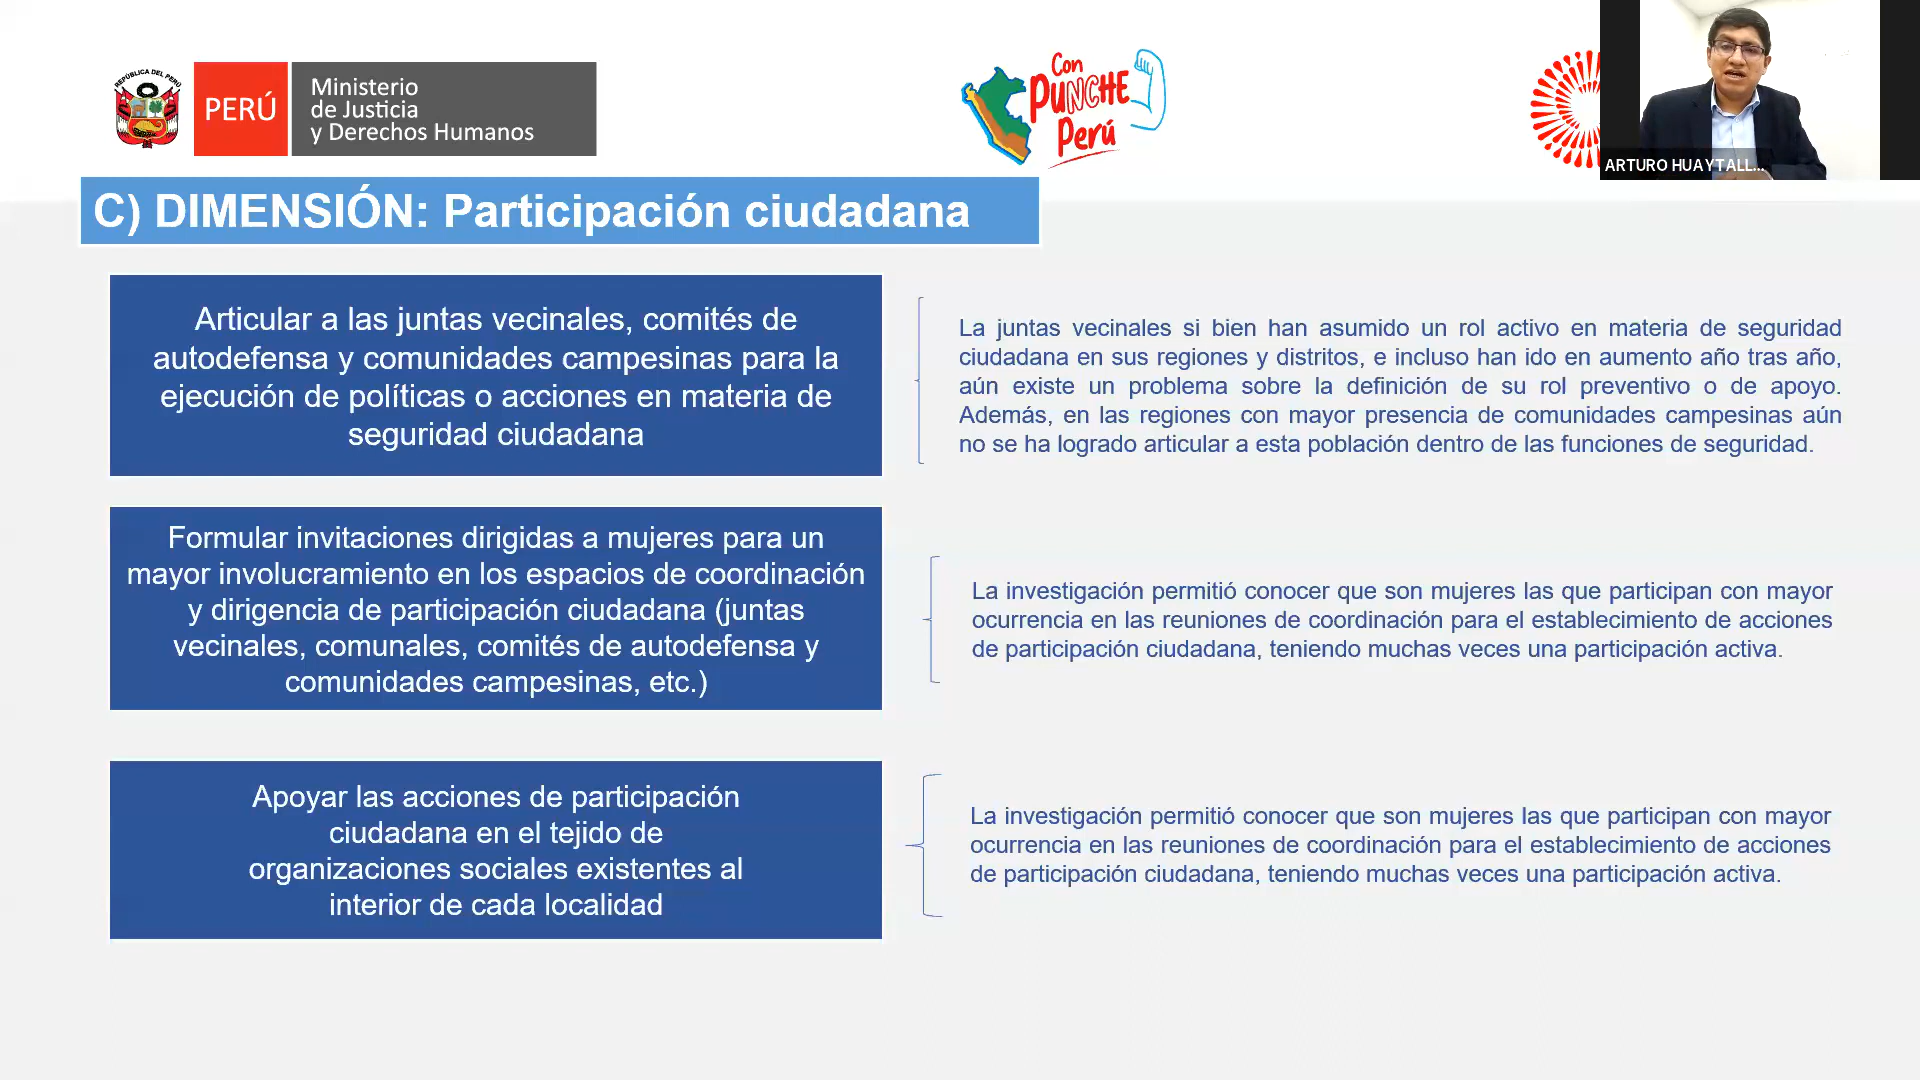 REPÚBLICA DEL PERÚ
PERÚ
Ministerio
de Justicia
y Derechos Humanos
Con
PUNCHE
Perú
ARTURO HUAYTALL...
C) DIMENSIÓN: Participación ciudadana
Articular a las juntas vecinales, comités de
autodefensa y comunidades campesinas para la
ejecución de políticas o acciones en materia de
seguridad ciudadana
La juntas vecinales si bien han asumido un rol activo en materia de seguridad
ciudadana en sus regiones y distritos, e incluso han ido en aumento año tras año,
aún existe un problema sobre la definición de su rol preventivo o de apoyo.
Además, en las regiones con mayor presencia de comunidades campesinas aún
no se ha logrado articular a esta población dentro de las funciones de seguridad.
Formular invitaciones dirigidas a mujeres para un
mayor involucramiento en los espacios de coordinación
y dirigencia de participación ciudadana (juntas
vecinales, comunales, comités de autodefensa y
comunidades campesinas, etc.)
La investigación permitió conocer que son mujeres las que participan con mayor
ocurrencia en las reuniones de coordinación para el establecimiento de acciones
de participación ciudadana, teniendo muchas veces una participación activa.
Apoyar las acciones de participación
ciudadana en el tejido de
organizaciones sociales existentes al
interior de cada localidad
La investigación permitió conocer que son mujeres las que participan con mayor
ocurrencia en las reuniones de coordinación para el establecimiento de acciones
de participación ciudadana, teniendo muchas veces una participación activa.